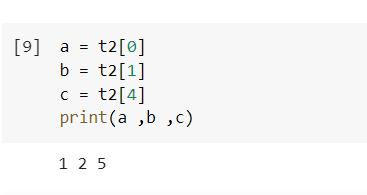 [9] a = t2[0]
b = t2[1]
c = t2[4]
print(a ,b ,c)
1 2 5